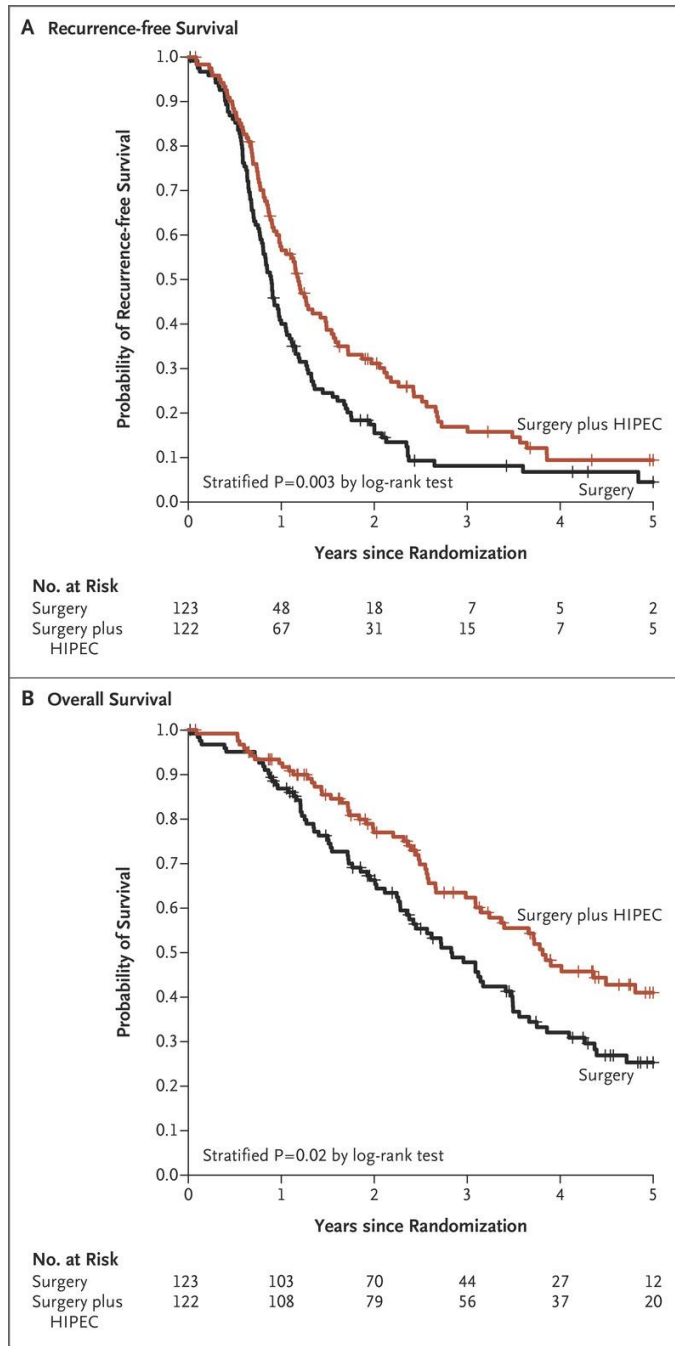 A Recurrence-free Survival
Probability of Recurrence-free Survival
1.0
0.9
0.8
0.7
0.6
0.5
0.4
0.3
0.2
0.1
0.0
Surgery plus HIPEC
Surgery
Stratified P=0.003 by log-rank test
0 1 2 3 4 5
Years since Randomization
No. at Risk
Surgery 123 48 18 7 5 2
Surgery plus 122 67 31 15 7 5
HIPEC
B Overall Survival
Probability of Survival
1.0
0.9
0.8
0.7
0.6
0.5
0.4
0.3
0.2
0.1
0.0
Surgery plus HIPEC
Surgery
Stratified P=0.02 by log-rank test
0 1 2 3 4 5
Years since Randomization
No. at Risk
Surgery 123 103 70 44 27 12
Surgery plus 122 108 79 56 37 20
HIPEC